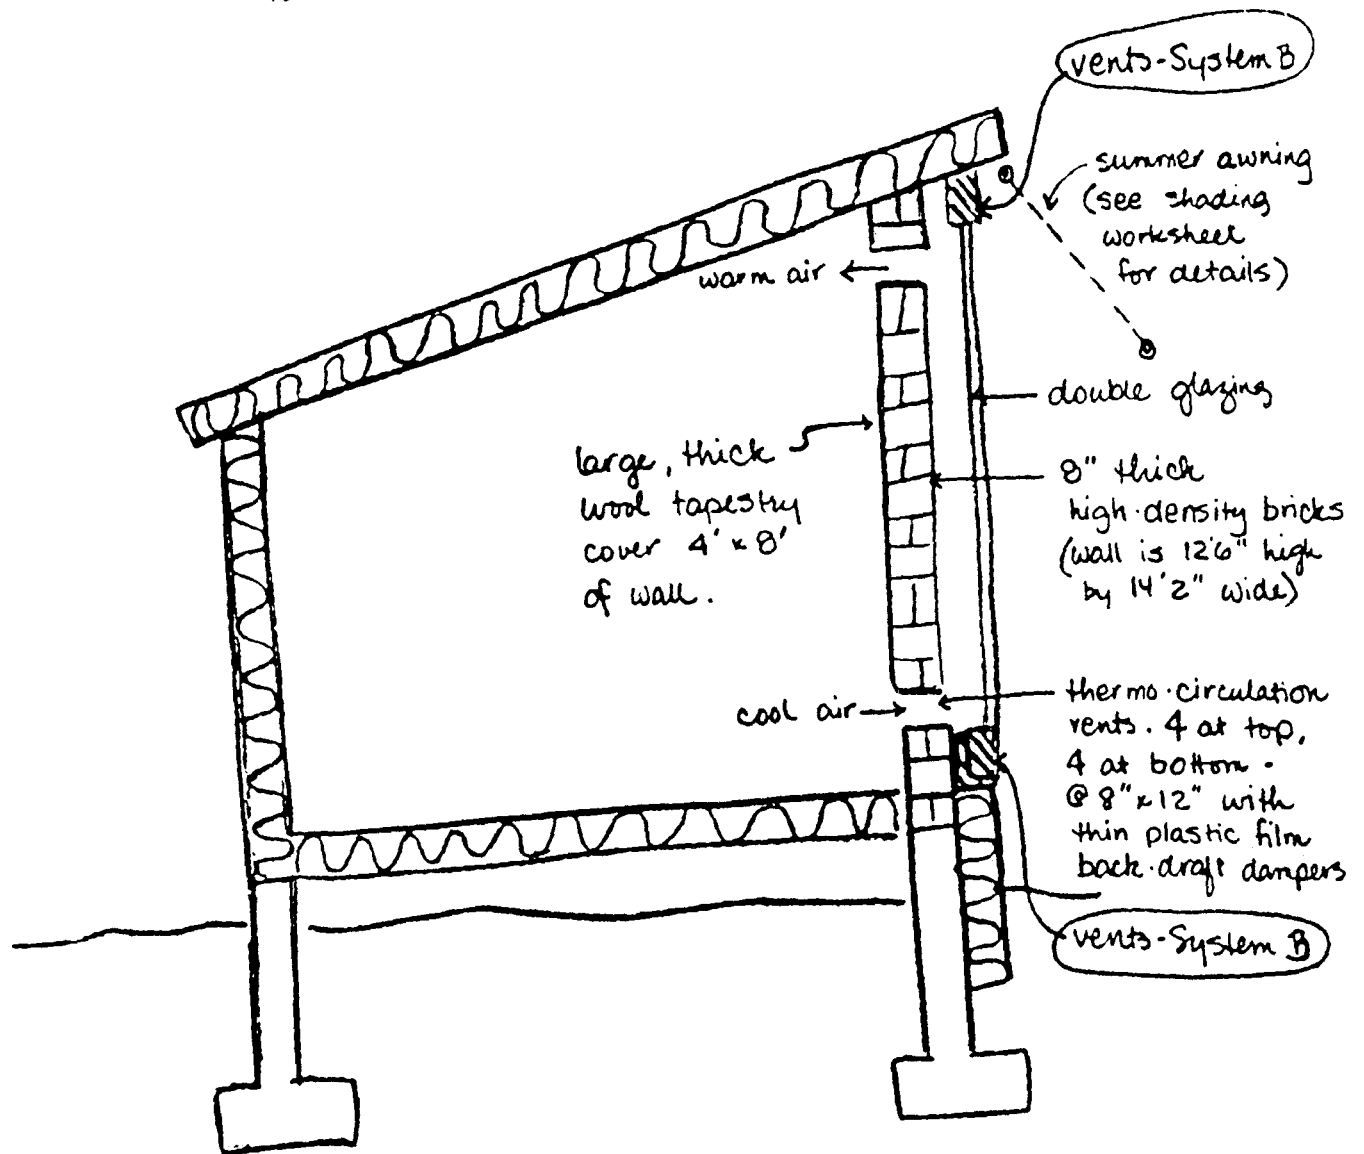 vents-System B
summer awning
(see shading
worksheet
for details)
warm air
double glazing
large, thick
wool tapestry
cover 4' x 8'
of wall.
8" thick
high-density bricks
(wall is 12'6" high
by 14'2" wide)
cool air
thermo-circulation
vents. 4 at top,
4 at bottom -
@ 8"x12" with
thin plastic film
back-draft dampers
vents-System B